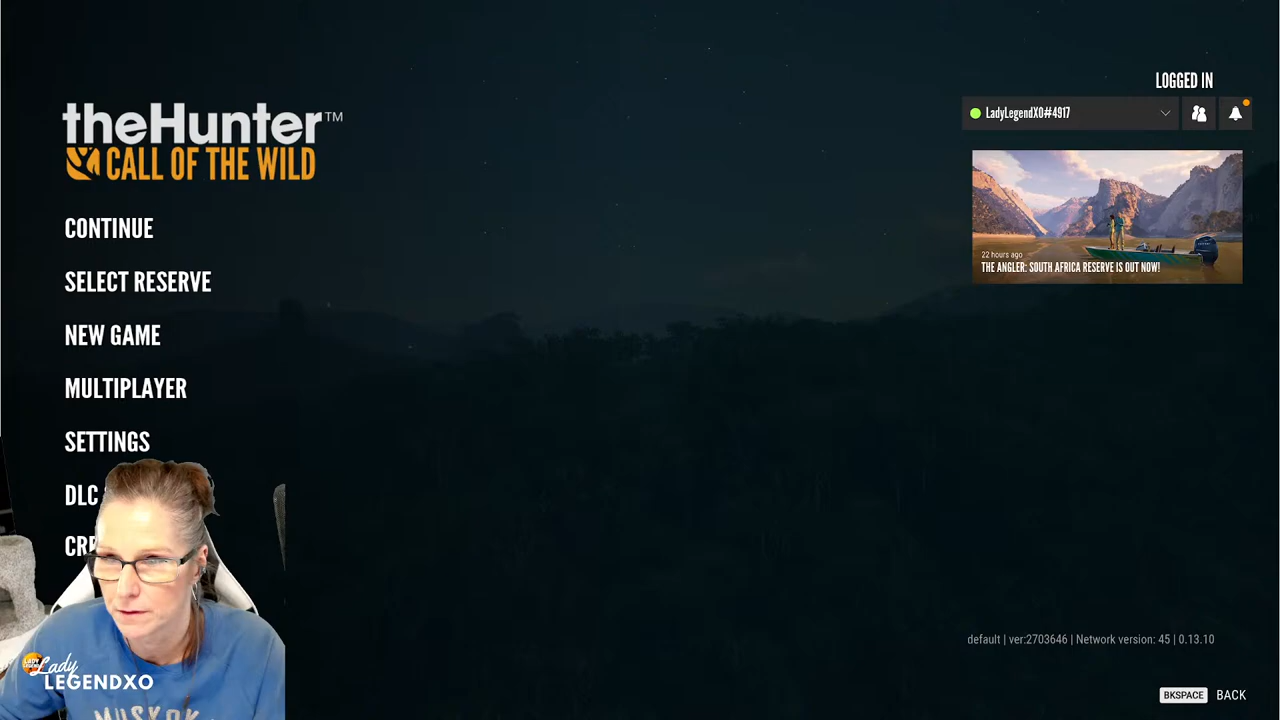 theHunter™
CALL OF THE WILD
CONTINUE
SELECT RESERVE
NEW GAME
MULTIPLAYER
SETTINGS
DLC
LOGGED IN
LadyLegendXO#4917
22 hours ago
THE ANGLER: SOUTH AFRICA RESERVE IS OUT NOW!
default | ver:2703646 | Network version: 45 | 0.13.10
BKSPACE BACK
Lady
LEGENDXO